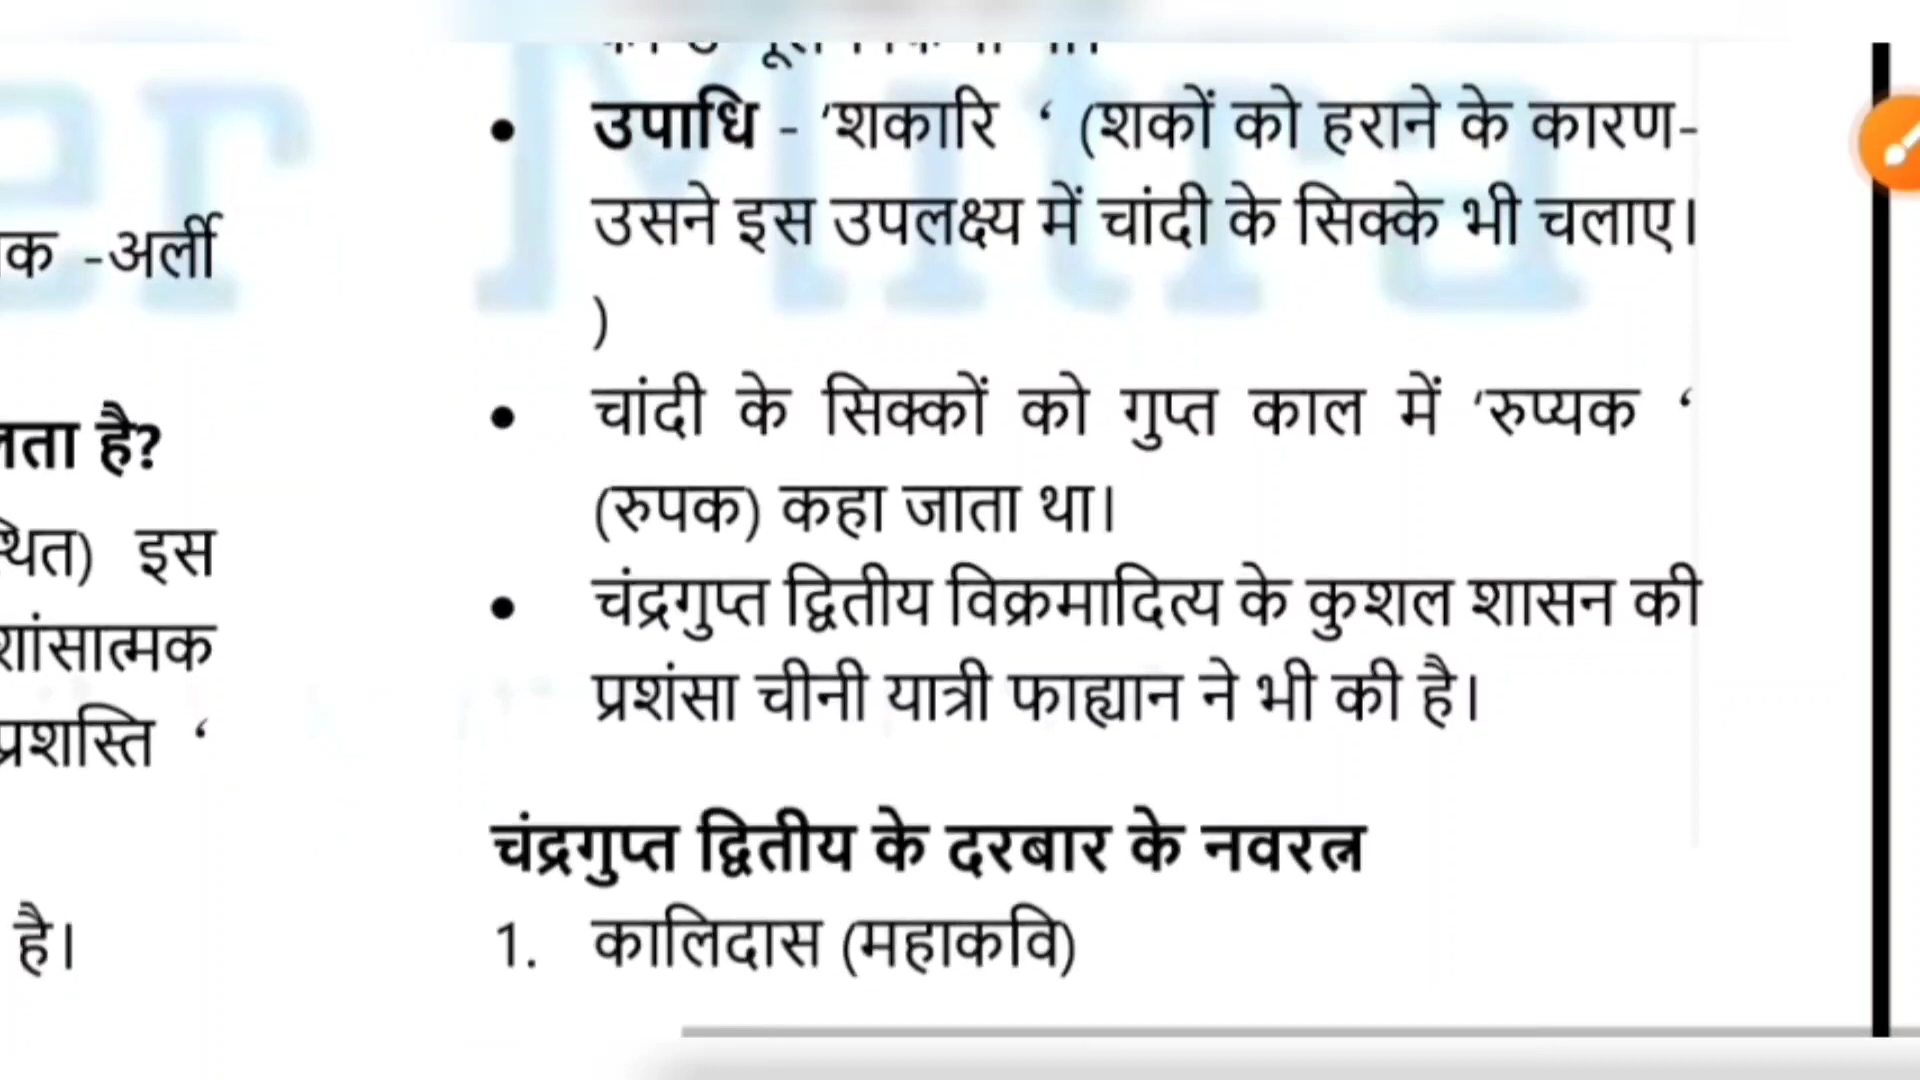 क -अर्ली
ता है?
थित) इस
शांसात्मक
प्रशस्ति ‘
है।
उपाधि - ’शकारि ‘ (शकों को हराने के कारण-
उसने इस उपलक्ष्य में चांदी के सिक्के भी चलाए।
)
चांदी के सिक्कों को गुप्त काल में ’रुप्यक ‘
(रुपक) कहा जाता था।
चंद्रगुप्त द्वितीय विक्रमादित्य के कुशल शासन की
प्रशंसा चीनी यात्री फाह्यान ने भी की है।
चंद्रगुप्त द्वितीय के दरबार के नवरत्न
1. कालिदास (महाकवि)